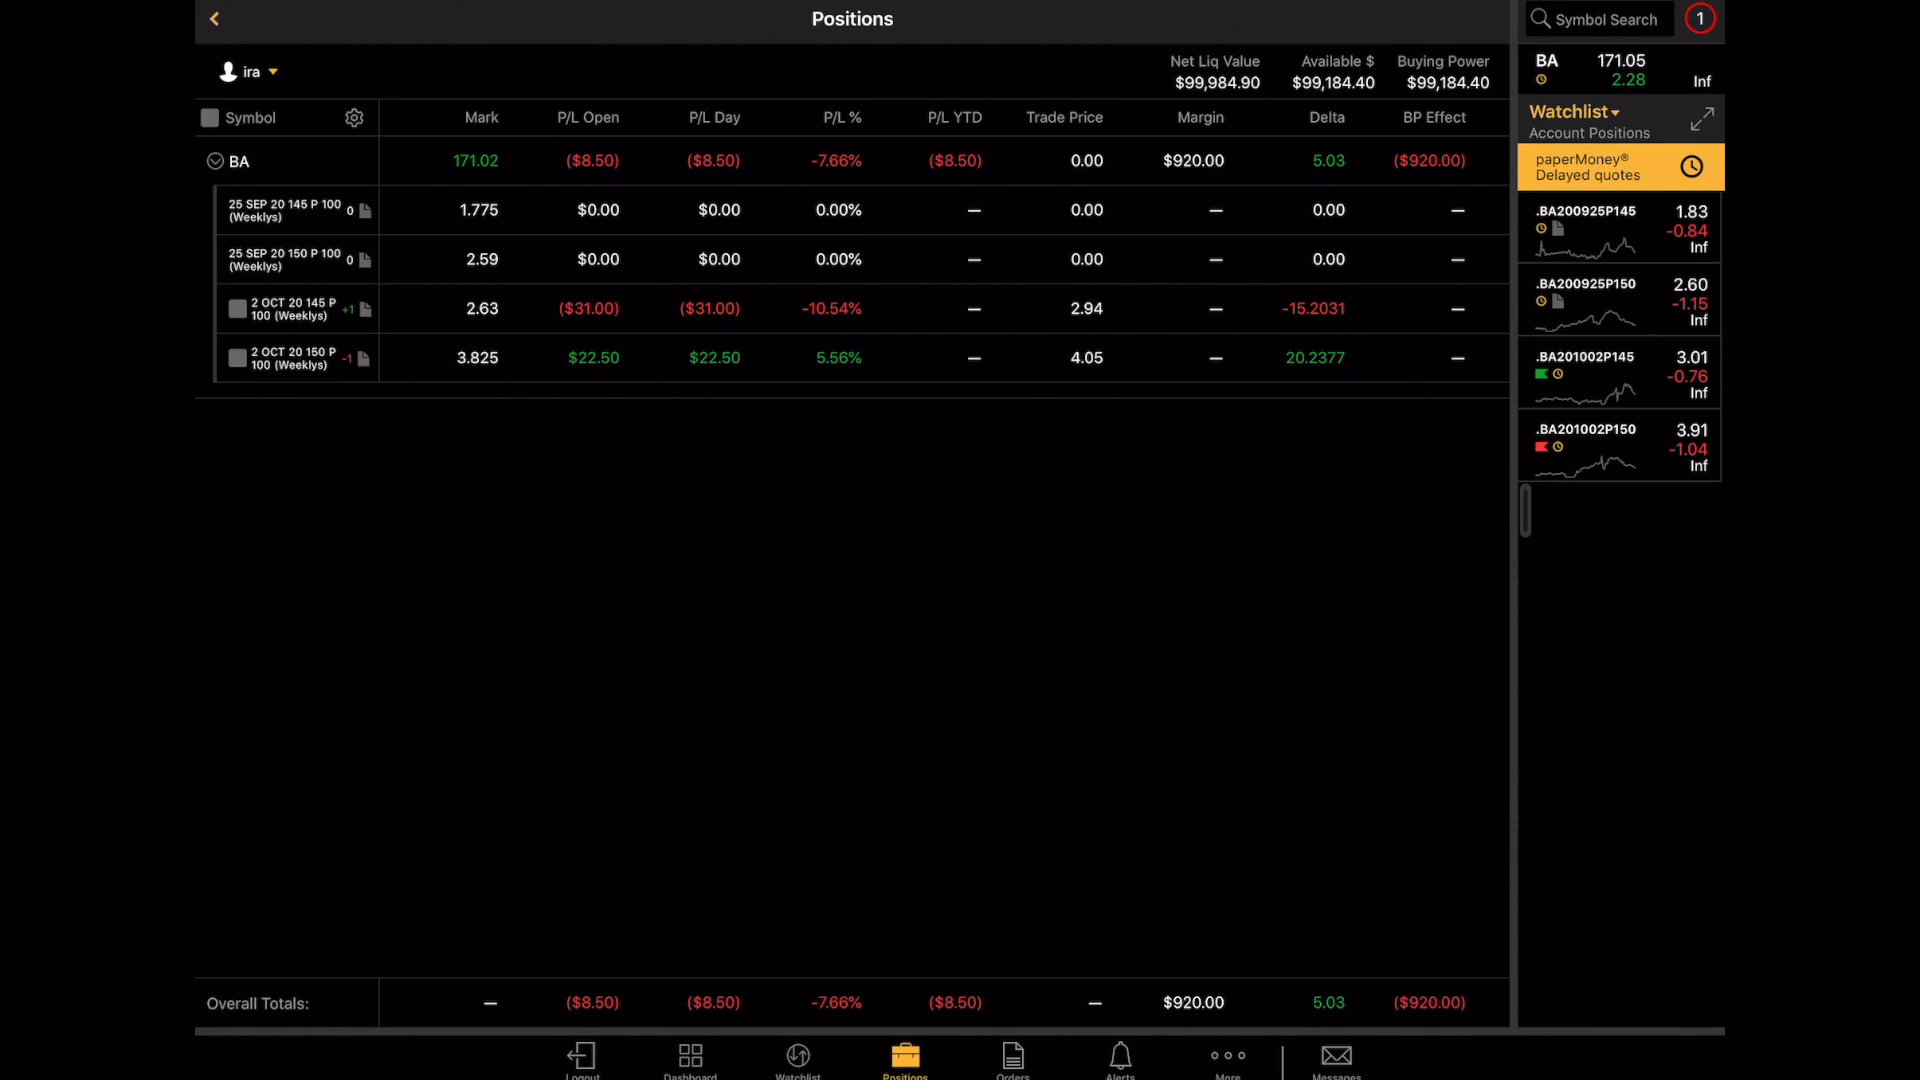 Positions
Symbol Search
1
ira
Net Liq Value Available $ Buying Power
$99,984.90 $99,184.40 $99,184.40
BA 171.05
2.28 Inf
Watchlist
Account Positions
paperMoney®
Delayed quotes
Symbol Mark P/L Open P/L Day P/L % P/L YTD Trade Price Margin Delta BP Effect
BA 171.02 ($8.50) ($8.50) -7.66% ($8.50) 0.00 $920.00 5.03 ($920.00)
25 SEP 20 145 P 100
(Weeklys) 0 1.775 $0.00 $0.00 0.00% — 0.00 — 0.00 —
25 SEP 20 150 P 100
(Weeklys) 0 2.59 $0.00 $0.00 0.00% — 0.00 — 0.00 —
2 OCT 20 145 P
100 (Weeklys) +1 2.63 ($31.00) ($31.00) -10.54% — 2.94 — -15.2031 —
2 OCT 20 150 P
100 (Weeklys) -1 3.825 $22.50 $22.50 5.56% — 4.05 — 20.2377 —
.BA200925P145 1.83
-0.84
Inf
.BA200925P150 2.60
-1.15
Inf
.BA201002P145 3.01
-0.76
Inf
.BA201002P150 3.91
-1.04
Inf
Overall Totals: — ($8.50) ($8.50) -7.66% ($8.50) — $920.00 5.03 ($920.00)
Logout Dashboard Watchlist Positions Orders Alerts More Messages